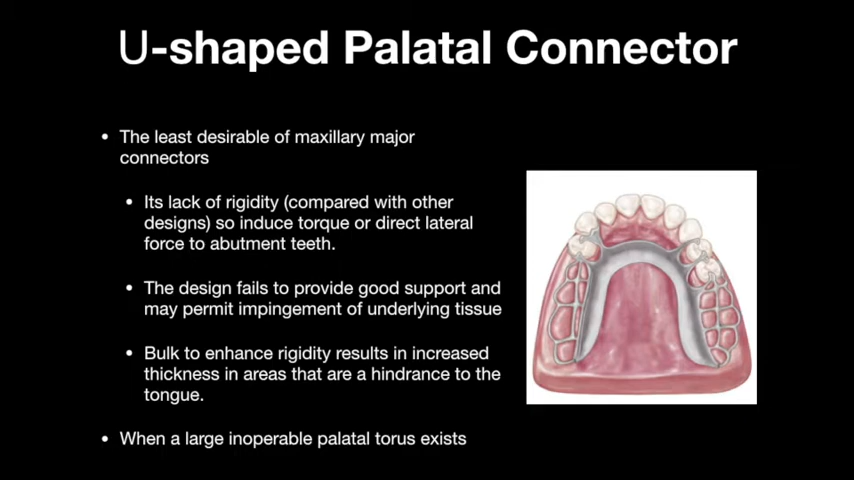 U-shaped Palatal Connector
• The least desirable of maxillary major
connectors
• Its lack of rigidity (compared with other
designs) so induce torque or direct lateral
force to abutment teeth.
• The design fails to provide good support and
may permit impingement of underlying tissue
• Bulk to enhance rigidity results in increased
thickness in areas that are a hindrance to the
tongue.
• When a large inoperable palatal torus exists